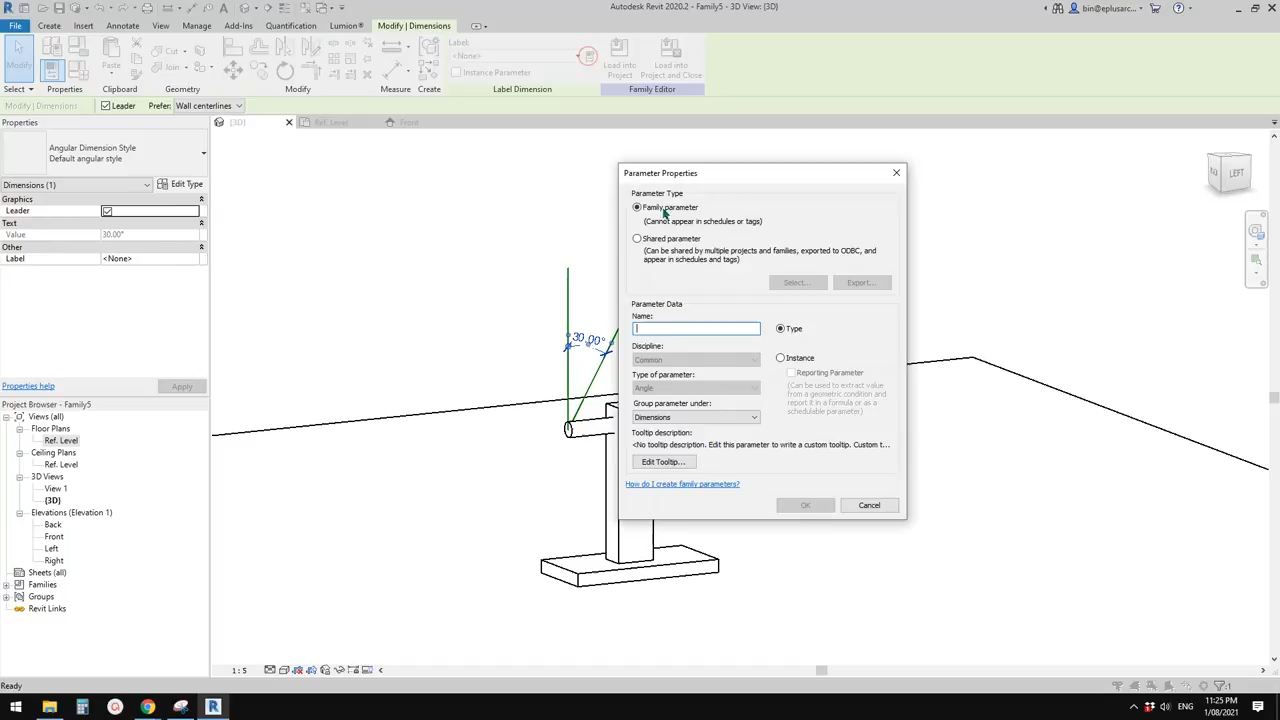 Autodesk Revit 2020.2 - Family5 - 3D View: {3D}
bin@eplusarc...
File
Create
Insert
Annotate
View
Manage
Add-Ins
Quantification
Lumion®
Modify | Dimensions
Modify
Paste
Cut
Join
Label:
<None>
Instance Parameter
Load into
Project
Load into
Project and Close
Select
Properties
Clipboard
Geometry
Modify
Measure
Create
Label Dimension
Family Editor
Modify | Dimensions
Leader
Prefer:
Wall centerlines
Properties
{3D}
Ref. Level
Front
Angular Dimension Style
Default angular style
Dimensions (1)
Edit Type
Graphics
Leader
Text
Value
30.00°
Other
Label
<None>
Properties help
Apply
Project Browser - Family5
Views (all)
Floor Plans
Ref. Level
Ceiling Plans
Ref. Level
3D Views
View 1
{3D}
Elevations (Elevation 1)
Back
Front
Left
Right
Sheets (all)
Families
Groups
Revit Links
30.00°
LEFT
Parameter Properties
Parameter Type
Family parameter
(Cannot appear in schedules or tags)
Shared parameter
(Can be shared by multiple projects and families, exported to ODBC, and
appear in schedules and tags)
Select...
Export...
Parameter Data
Name:
Type
Discipline:
Common
Instance
Type of parameter:
Angle
Reporting Parameter
(Can be used to extract value
from a geometric condition and
report it in a formula or as a
schedulable parameter)
Group parameter under:
Dimensions
Tooltip description:
<No tooltip description. Edit this parameter to write a custom tooltip. Custom t...
Edit Tooltip...
How do I create family parameters?
OK
Cancel
1 : 5
Ready
:1
ENG
11:25 PM
1/08/2021